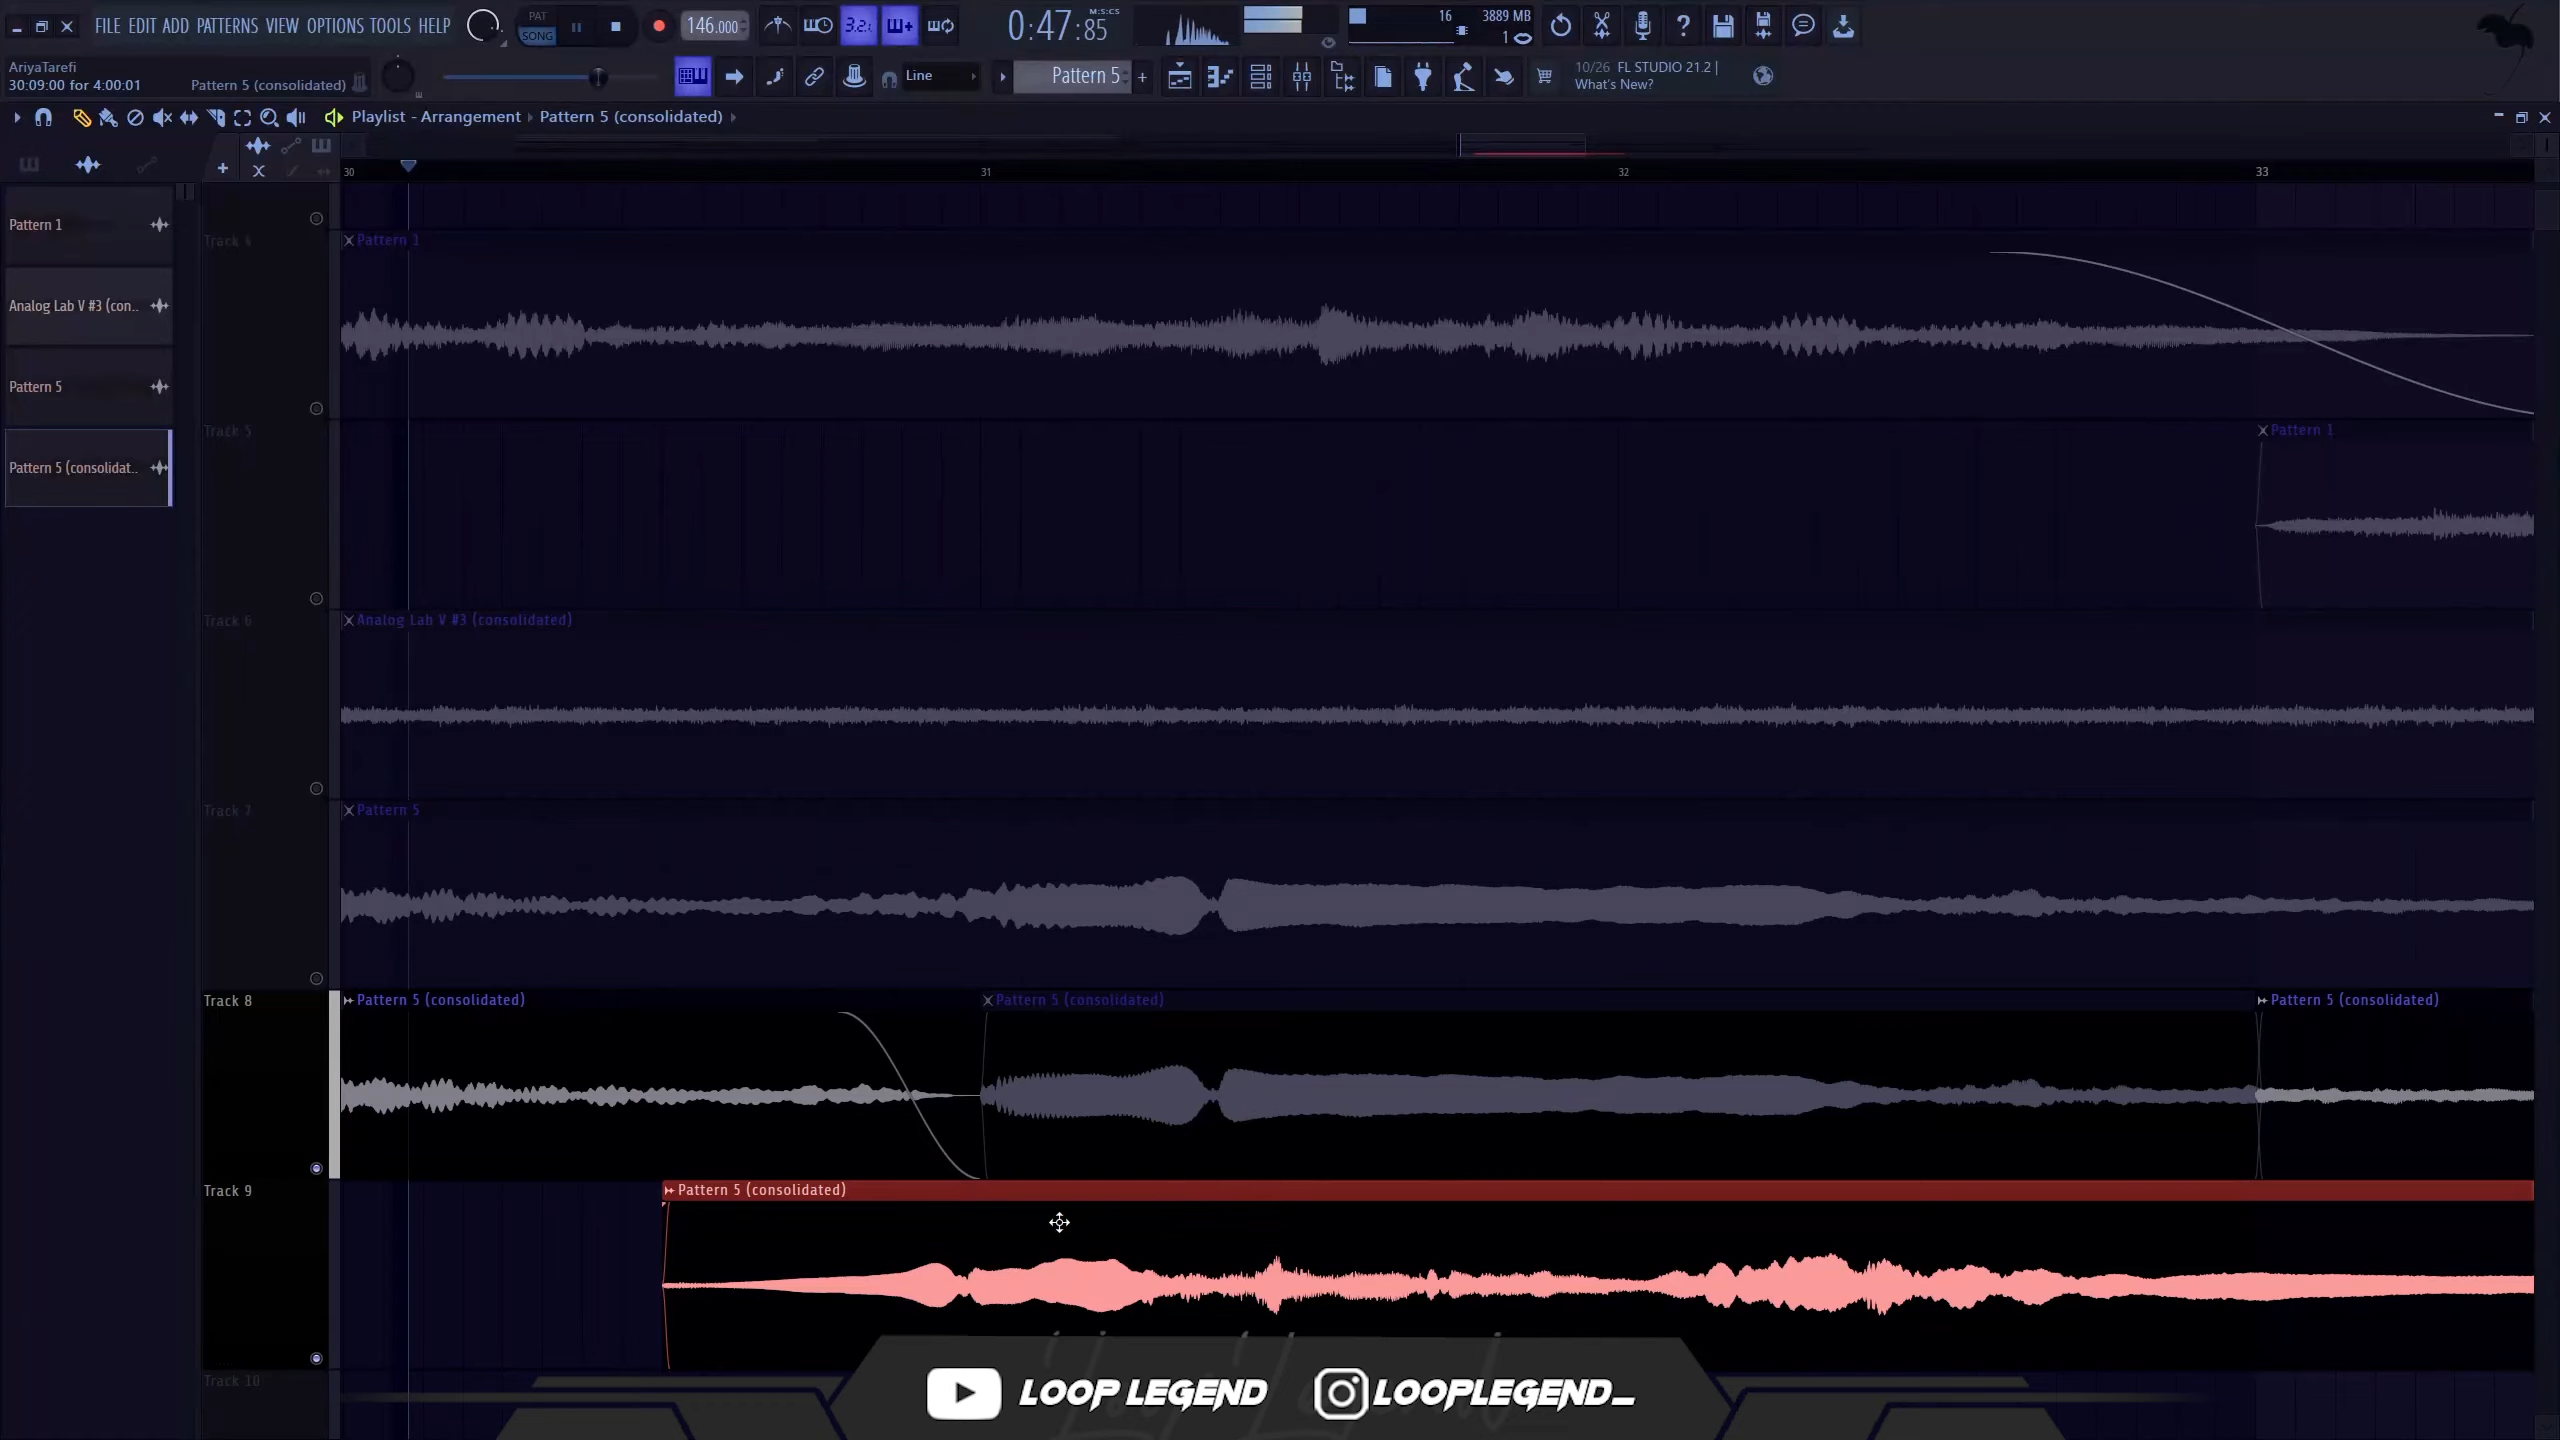 FILE EDIT ADD PATTERNS VIEW OPTIONS TOOLS HELP
PAT
SONG
146.000
3.2.1
0:47:85
M:S:CS
16
3889 MB
1
AriyaTarefi
30:09:00 for 4:00:01
Pattern 5 (consolidated)
Line
Pattern 5
10/26 FL STUDIO 21.2 |
What's New?
Playlist - Arrangement › Pattern 5 (consolidated)
30
31
32
33
Pattern 1
Analog Lab V #3 (con..
Pattern 5
Pattern 5 (consolidat..
Track 4
Pattern 1
Track 5
Pattern 1
Track 6
Analog Lab V #3 (consolidated)
Track 7
Pattern 5
Track 8
Pattern 5 (consolidated)
Pattern 5 (consolidated)
Pattern 5 (consolidated)
Track 9
Pattern 5 (consolidated)
Track 10
LOOP LEGEND
LOOPLEGEND_